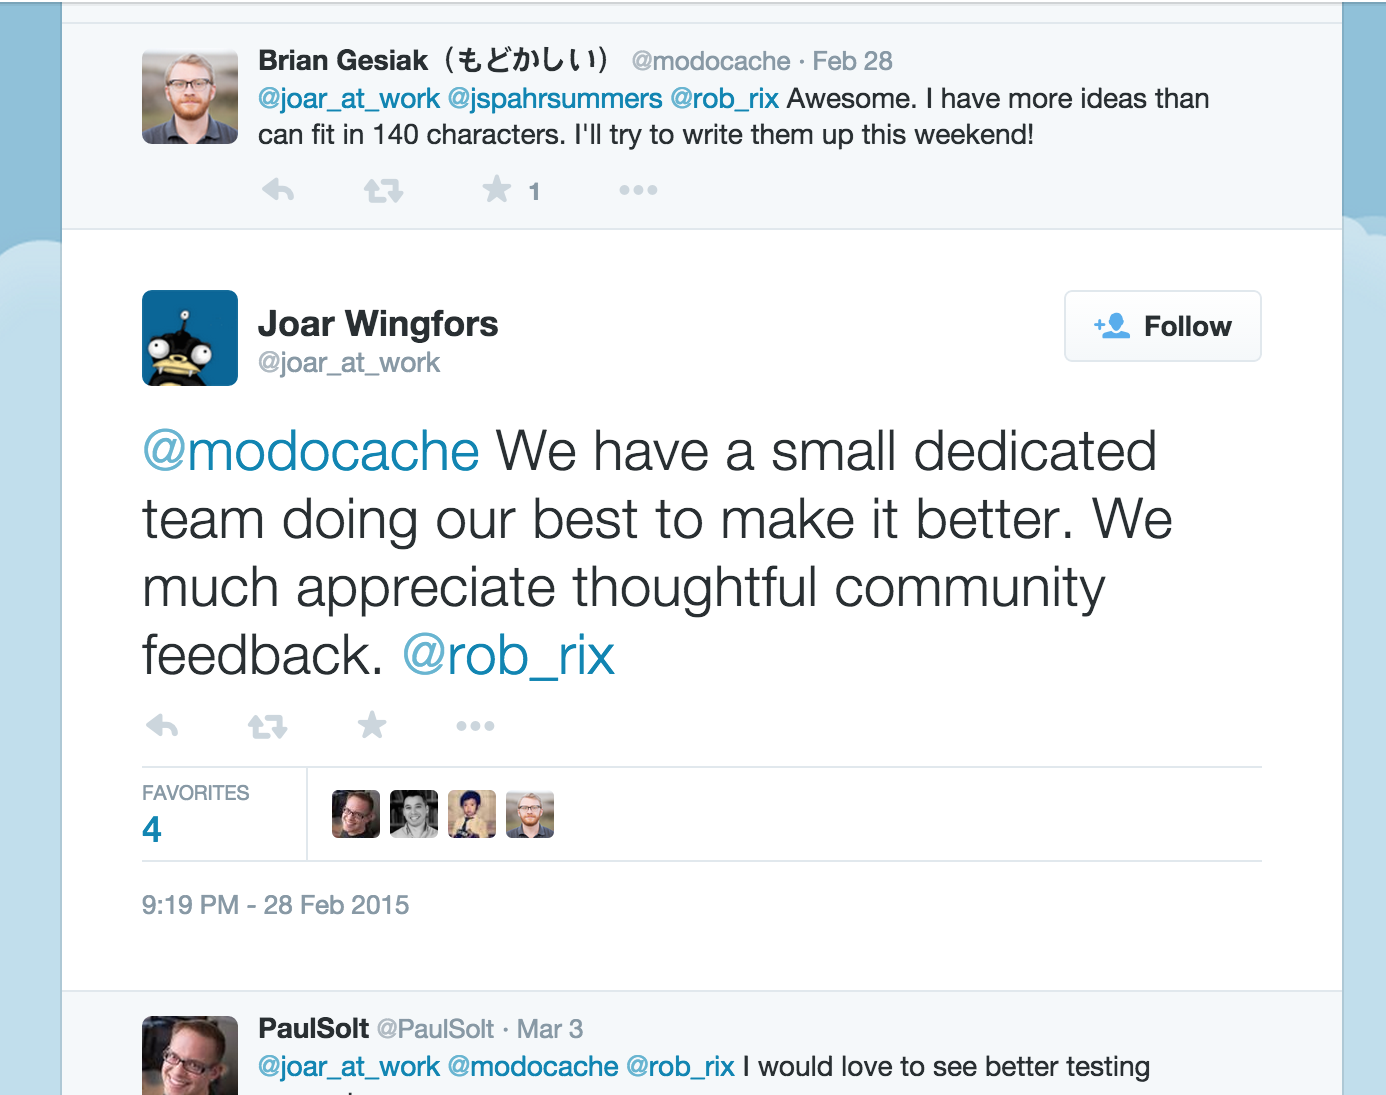 Brian Gesiak（もどかしい） @modocache · Feb 28
@joar_at_work @jspahrsummers @rob_rix Awesome. I have more ideas than
can fit in 140 characters. I'll try to write them up this weekend!
1
Joar Wingfors
@joar_at_work
Follow
@modocache We have a small dedicated
team doing our best to make it better. We
much appreciate thoughtful community
feedback. @rob_rix
FAVORITES
4
9:19 PM - 28 Feb 2015
PaulSolt @PaulSolt · Mar 3
@joar_at_work @modocache @rob_rix I would love to see better testing